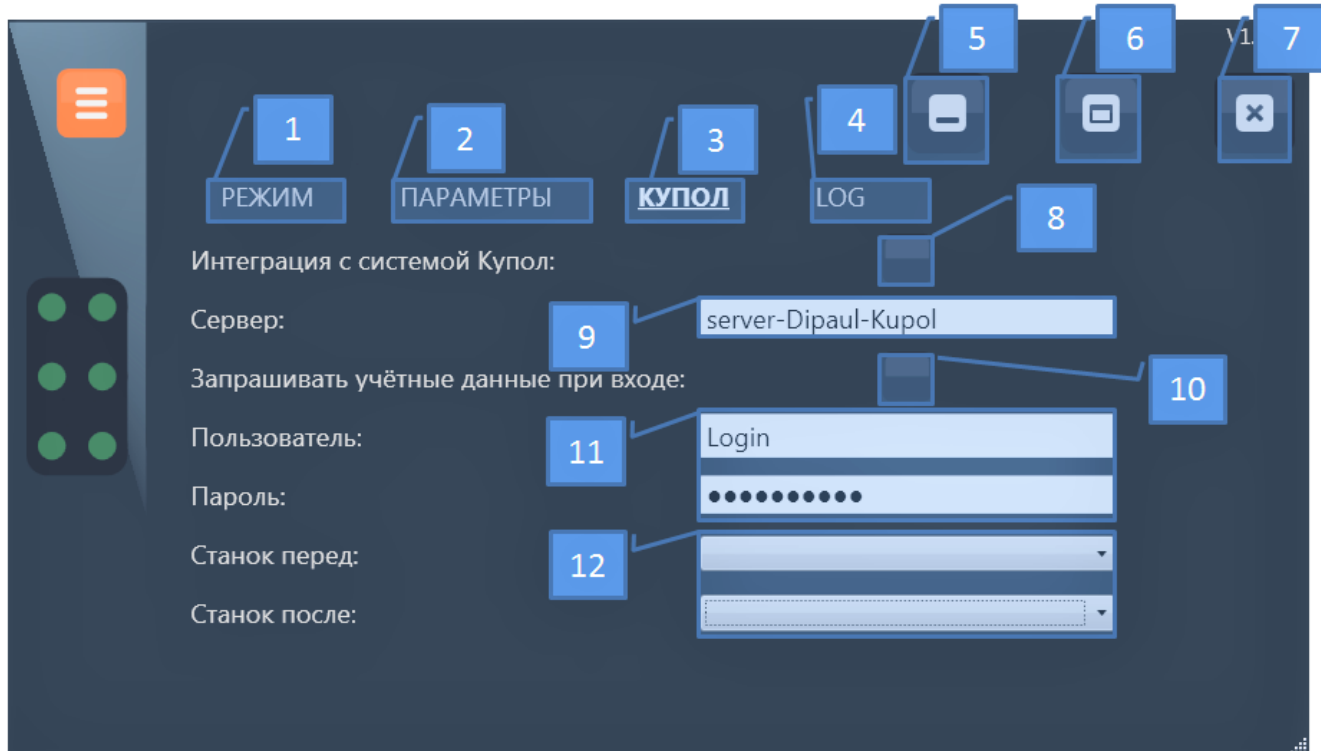 5
6
V1.
7
1
2
3
4
РЕЖИМ
ПАРАМЕТРЫ
КУПОЛ
LOG
8
Интеграция с системой Купол:
Сервер:
9
server-Dipaul-Kupol
Запрашивать учётные данные при входе:
10
Пользователь:
11
Login
Пароль:
Станок перед:
12
Станок после: